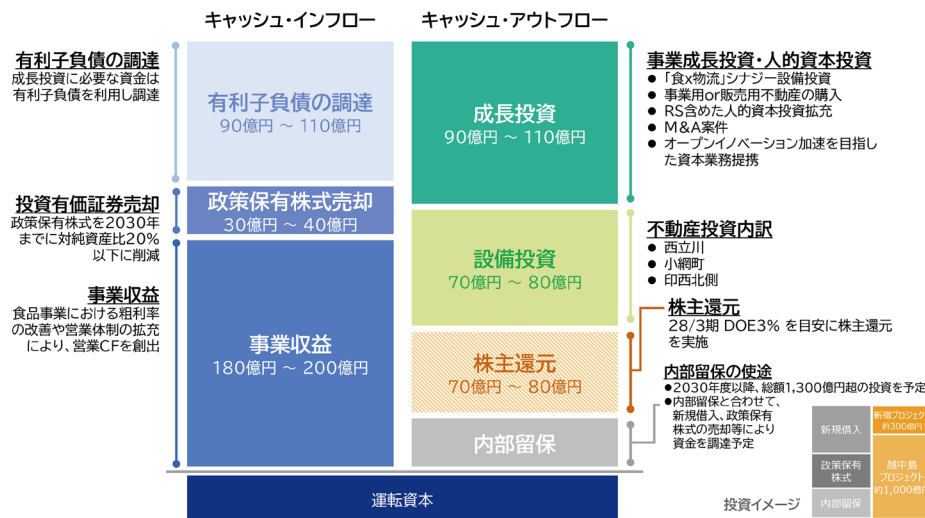 キャッシュ・インフロー
キャッシュ・アウトフロー
有利子負債の調達
成長投資に必要な資金は
有利子負債を利用し調達
投資有価証券売却
政策保有株式を2030年
までに対純資産比20%
以下に削減
事業収益
食品事業における粗利率
の改善や営業体制の拡充
により、営業CFを創出
有利子負債の調達
90億円 ~ 110億円
政策保有株式売却
30億円 ~ 40億円
事業収益
180億円 ~ 200億円
成長投資
90億円 ~ 110億円
設備投資
70億円 ~ 80億円
株主還元
70億円 ~ 80億円
内部留保
運転資本
事業成長投資・人的資本投資
● 「食x物流」シナジー設備投資
● 事業用or販売用不動産の購入
● RS含めた人的資本投資拡充
● M&A案件
● オープンイノベーション加速を目指し
た資本業務提携
不動産投資内訳
● 西立川
● 小網町
● 印西北側
株主還元
28/3期 DOE3% を目安に株主還元
を実施
内部留保の使途
●2030年度以降、総額1,300億円超の投資を予定
●内部留保と合わせて、
新規借入、政策保有
株式の売却等により
資金を調達予定
新規借入
政策保有
株式
内部留保
新宿プロジェクト
約300億円
越中島
プロジェクト
約1,000億円
投資イメージ